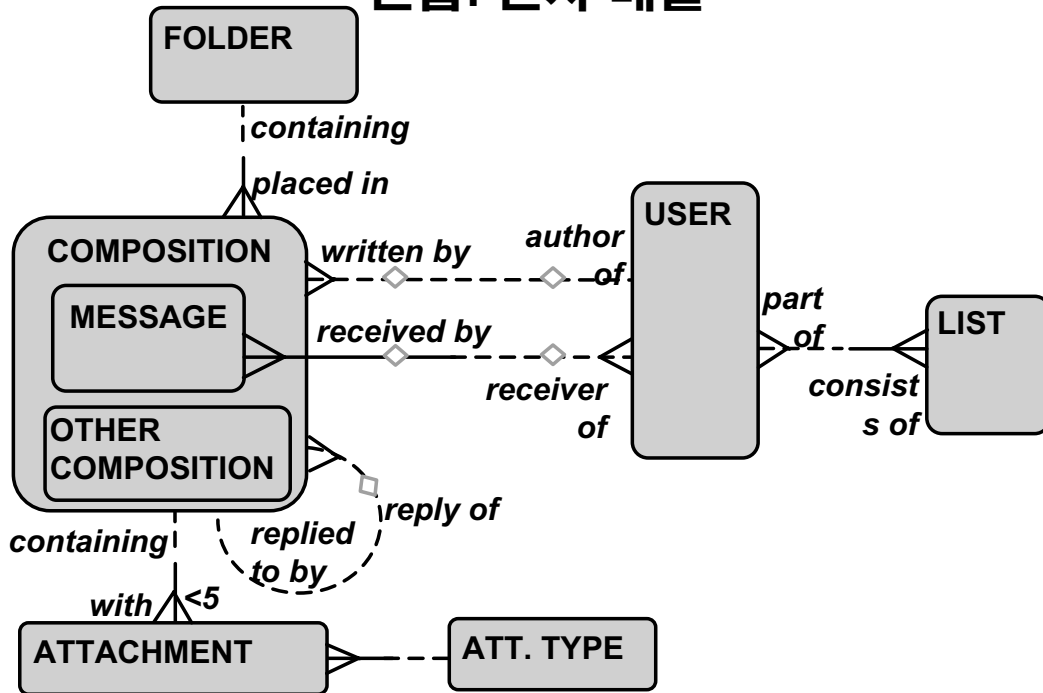 FOLDER
containing
placed in
COMPOSITION
written by
author
of
USER
MESSAGE
received by
part
of
LIST
receiver
of
consist
s of
OTHER
COMPOSITION
reply of
containing
replied
to by
with
<5
ATTACHMENT
ATT. TYPE